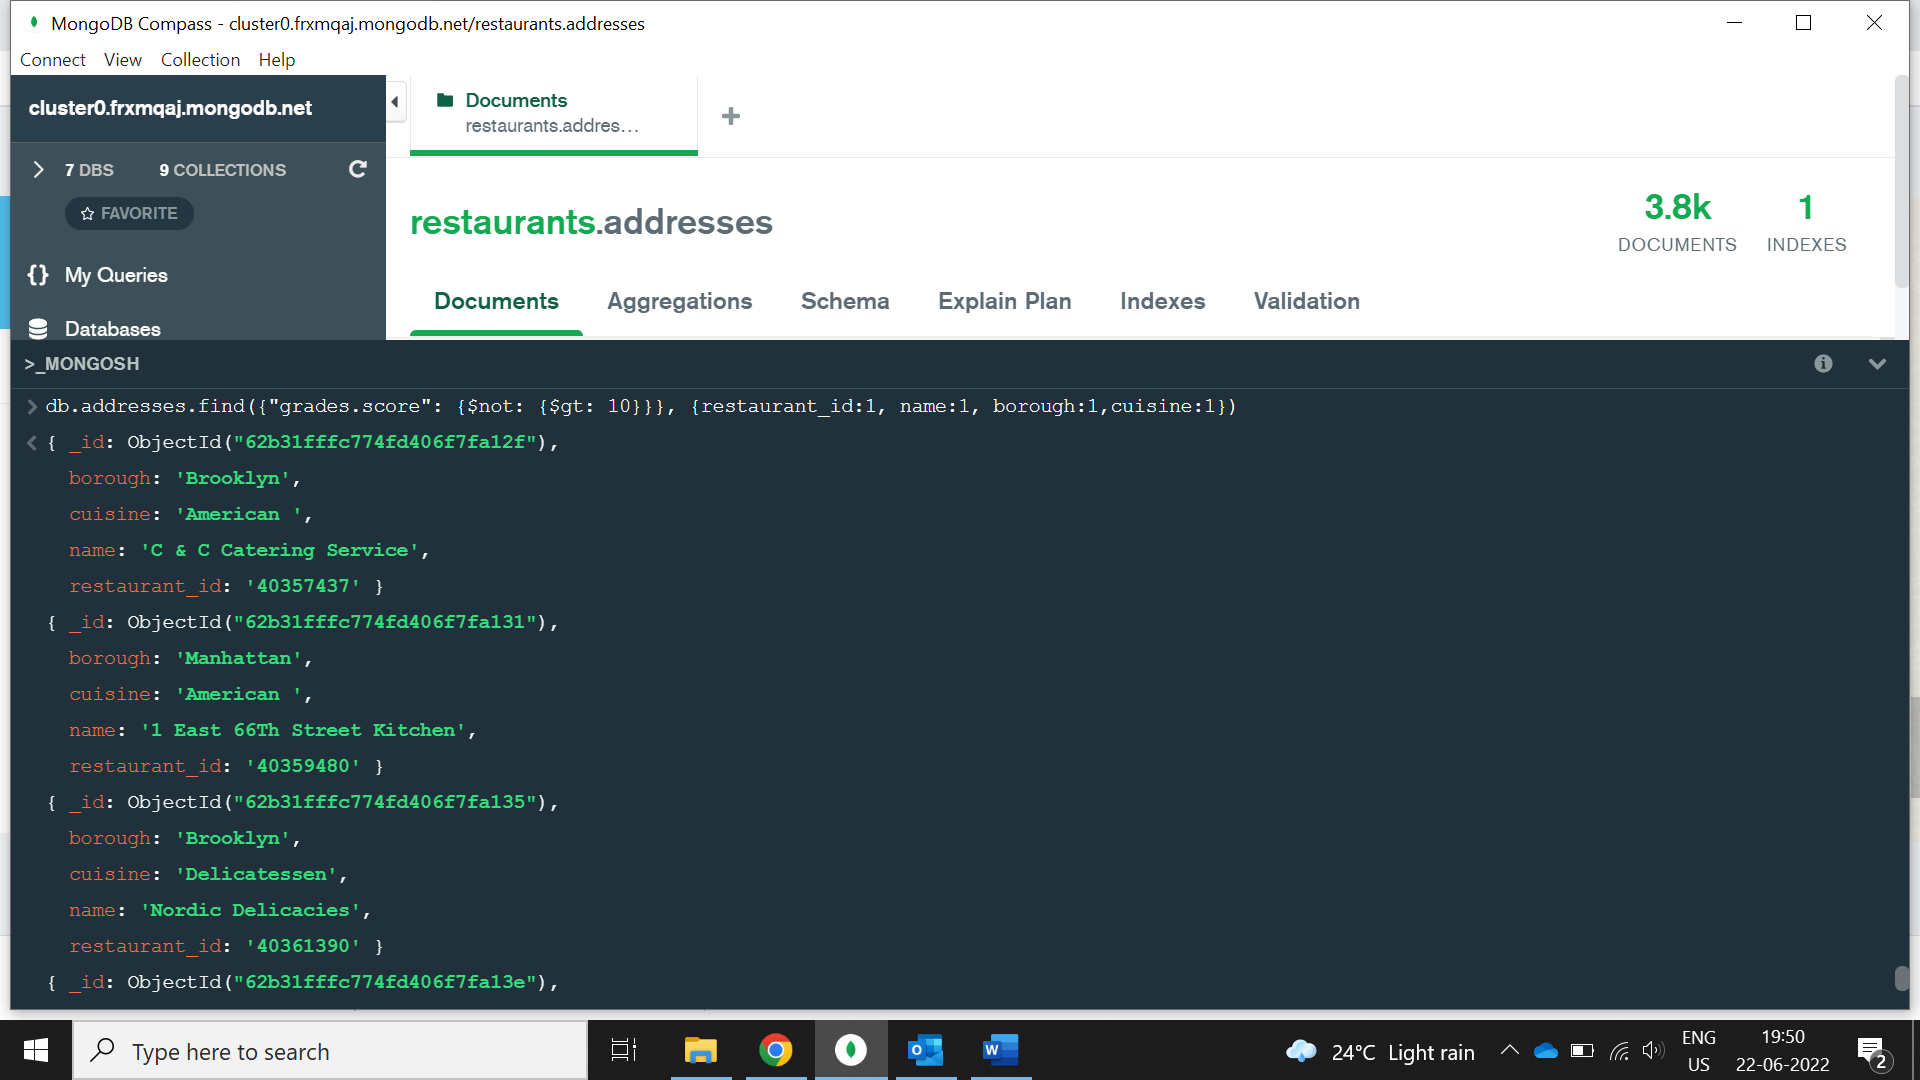 MongoDB Compass - cluster0.frxmqaj.mongodb.net/restaurants.addresses
Connect View Collection Help
cluster0.frxmqaj.mongodb.net
Documents
restaurants.addres...
7 DBS 9 COLLECTIONS
FAVORITE
restaurants.addresses
3.8k
DOCUMENTS
1
INDEXES
{} My Queries
Documents Aggregations Schema Explain Plan Indexes Validation
Databases
>_MONGOSH
db.addresses.find({"grades.score": {$not: {$gt: 10}}}, {restaurant_id:1, name:1, borough:1,cuisine:1})
{ _id: ObjectId("62b31fffc774fd406f7fa12f"),
borough: 'Brooklyn',
cuisine: 'American ',
name: 'C & C Catering Service',
restaurant_id: '40357437' }
{ _id: ObjectId("62b31fffc774fd406f7fa131"),
borough: 'Manhattan',
cuisine: 'American ',
name: '1 East 66Th Street Kitchen',
restaurant_id: '40359480' }
{ _id: ObjectId("62b31fffc774fd406f7fa135"),
borough: 'Brooklyn',
cuisine: 'Delicatessen',
name: 'Nordic Delicacies',
restaurant_id: '40361390' }
{ _id: ObjectId("62b31fffc774fd406f7fa13e"),
Type here to search
24°C Light rain
ENG
US
19:50
22-06-2022
2